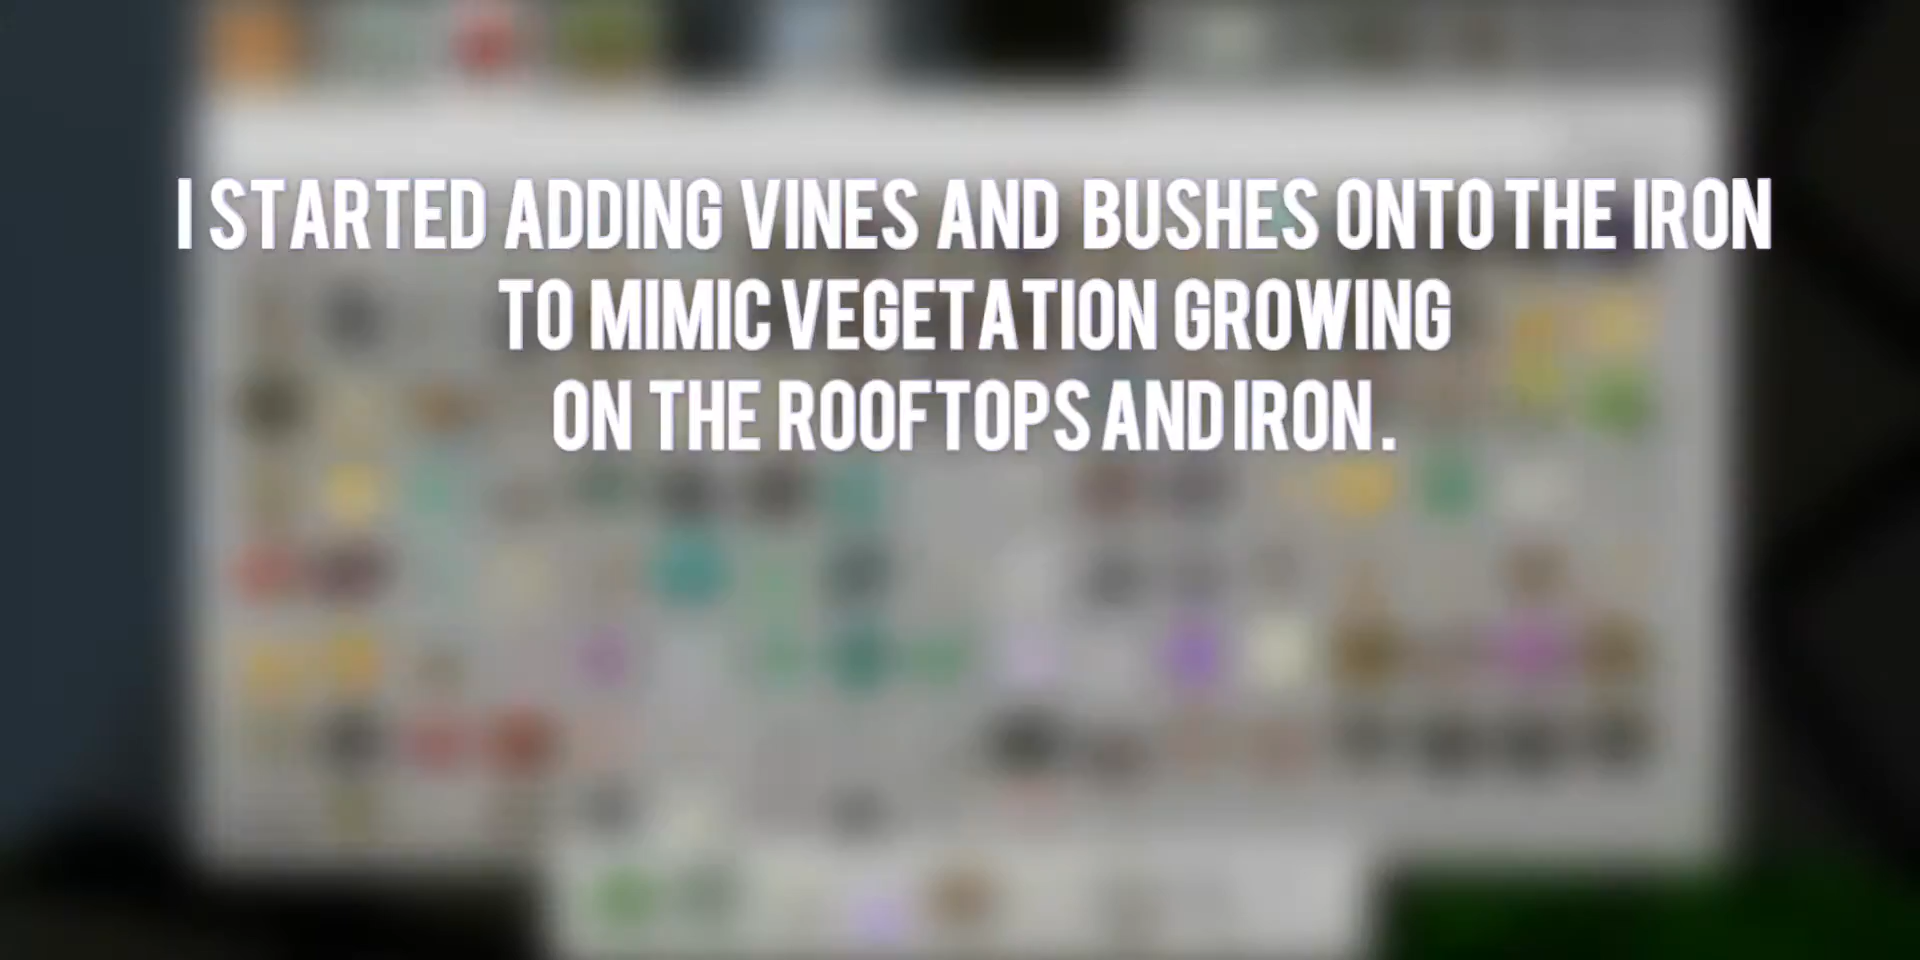 I STARTED ADDING VINES AND BUSHES ONTO THE IRON
TO MIMIC VEGETATION GROWING
ON THE ROOFTOPS AND IRON.